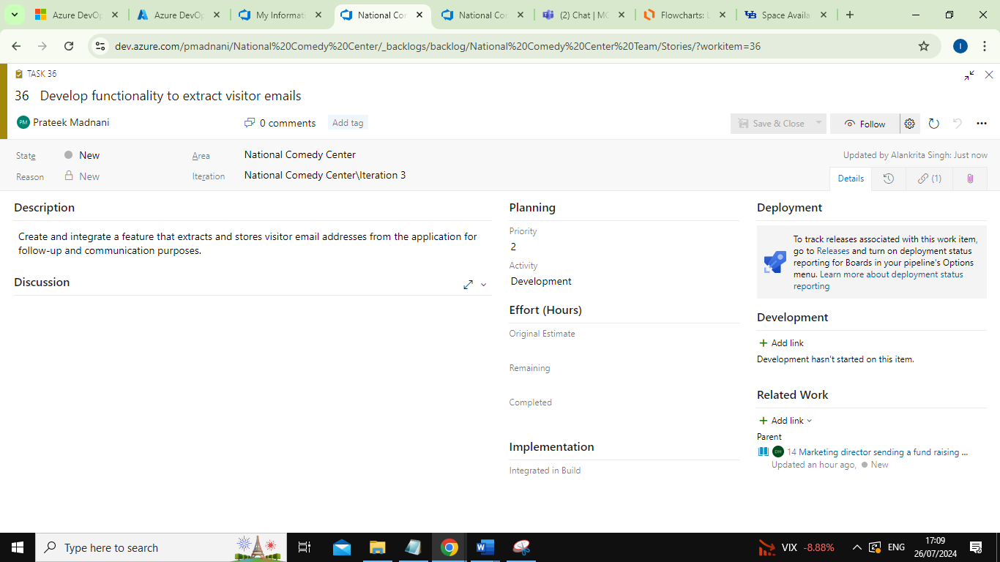 Azure DevOp
Azure DevOp
My Informati
National Con
National Con
(2) Chat | MC
Flowcharts: L
Space Availa
dev.azure.com/pmadnani/National%20Comedy%20Center/_backlogs/backlog/National%20Comedy%20Center%20Team/Stories/?workitem=36
I
TASK 36
36 Develop functionality to extract visitor emails
PM Prateek Madnani
0 comments
Add tag
Save & Close
Follow
State
New
Area
National Comedy Center
Updated by Alankrita Singh: Just now
Reason
New
Iteration
National Comedy Center\Iteration 3
Details
(1)
Description
Create and integrate a feature that extracts and stores visitor email addresses from the application for
follow-up and communication purposes.
Discussion
Planning
Priority
2
Activity
Development
Effort (Hours)
Original Estimate
Remaining
Completed
Implementation
Integrated in Build
Deployment
To track releases associated with this work item,
go to Releases and turn on deployment status
reporting for Boards in your pipeline's Options
menu. Learn more about deployment status
reporting
Development
Add link
Development hasn't started on this item.
Related Work
Add link
Parent
DH 14 Marketing director sending a fund raising ...
Updated an hour ago, New
Type here to search
VIX -8.88%
ENG
17:09
26/07/2024